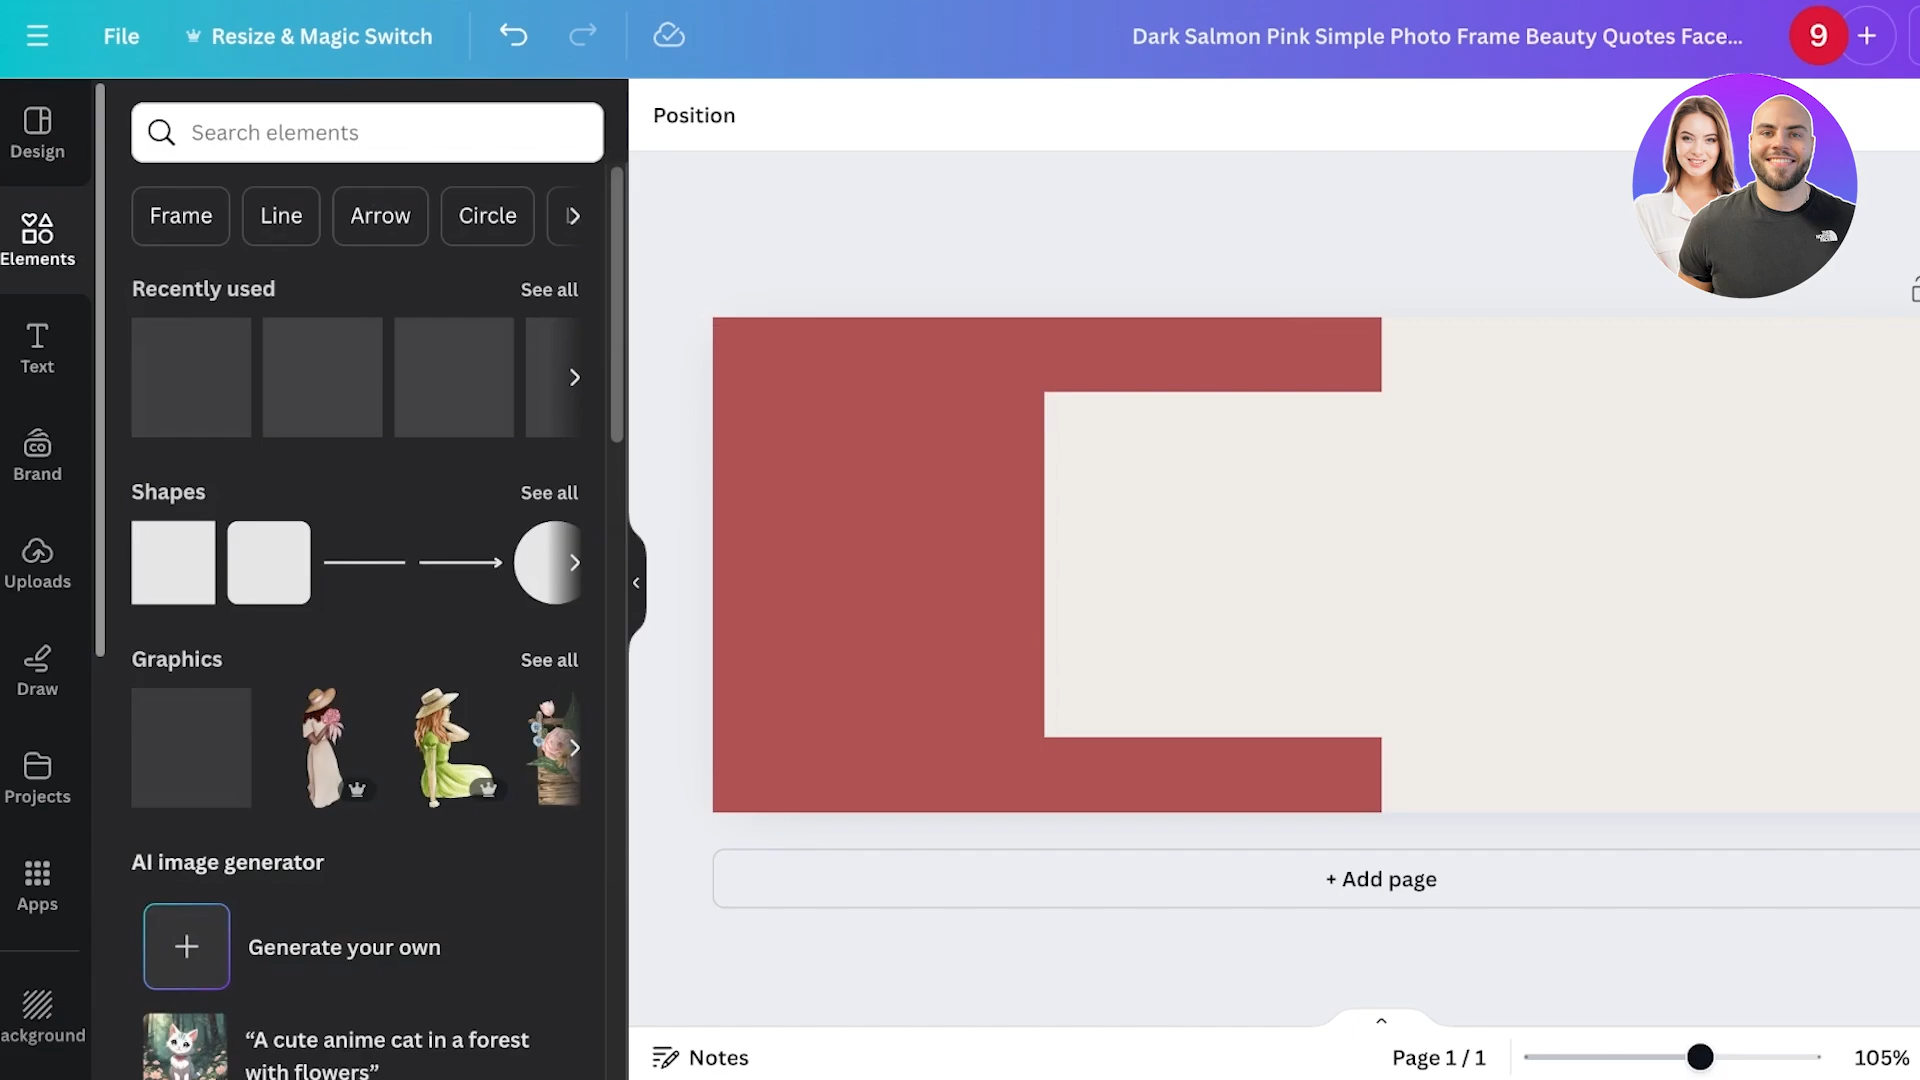 File
Resize & Magic Switch
Dark Salmon Pink Simple Photo Frame Beauty Quotes Face...
9
Design
Elements
Text
Brand
Uploads
Draw
Projects
Apps
ackground
Search elements
Frame
Line
Arrow
Circle
Recently used
See all
Shapes
See all
Graphics
See all
AI image generator
Generate your own
“A cute anime cat in a forest
with flowers”
Position
THE
NORTH
FACE
+ Add page
Notes
Page 1 / 1
105%